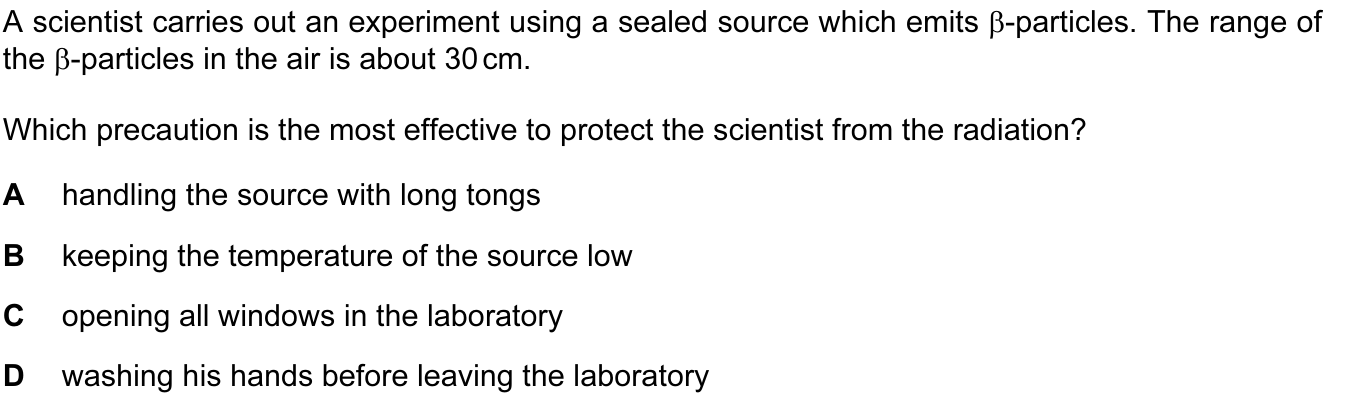 A scientist carries out an experiment using a sealed source which emits β-particles. The range of
the β-particles in the air is about 30 cm.
Which precaution is the most effective to protect the scientist from the radiation?
A handling the source with long tongs
B keeping the temperature of the source low
C opening all windows in the laboratory
D washing his hands before leaving the laboratory